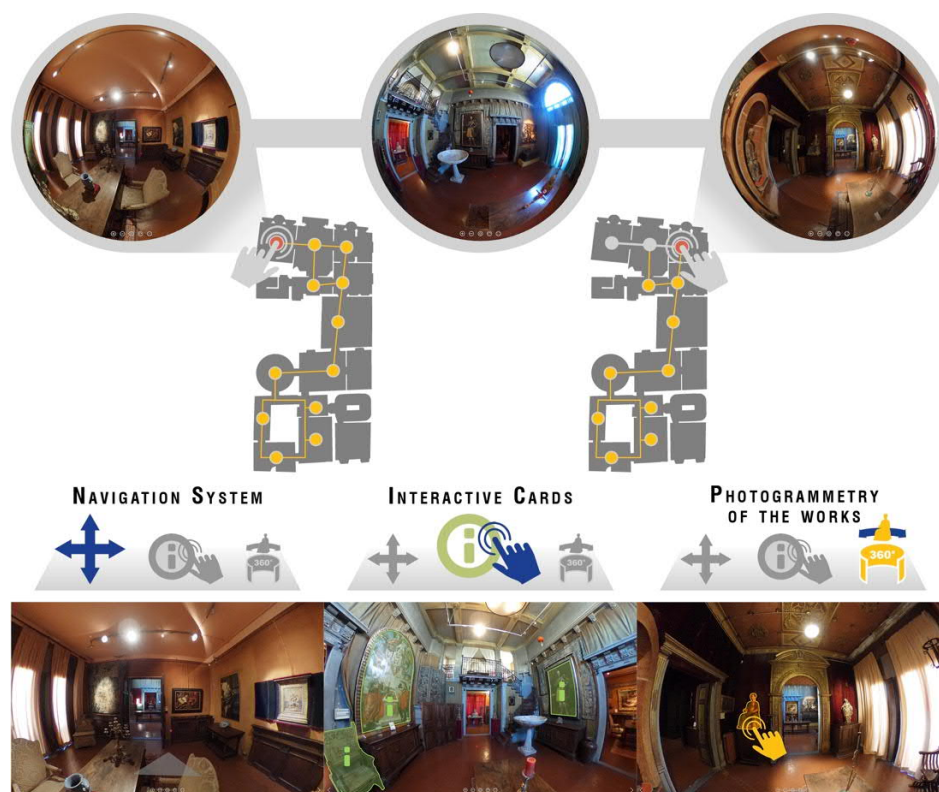 NAVIGATION SYSTEM
INTERACTIVE CARDS
PHOTOGRAMMETRY
OF THE WORKS
i
360°
i
360°
i
360°
i
i
i